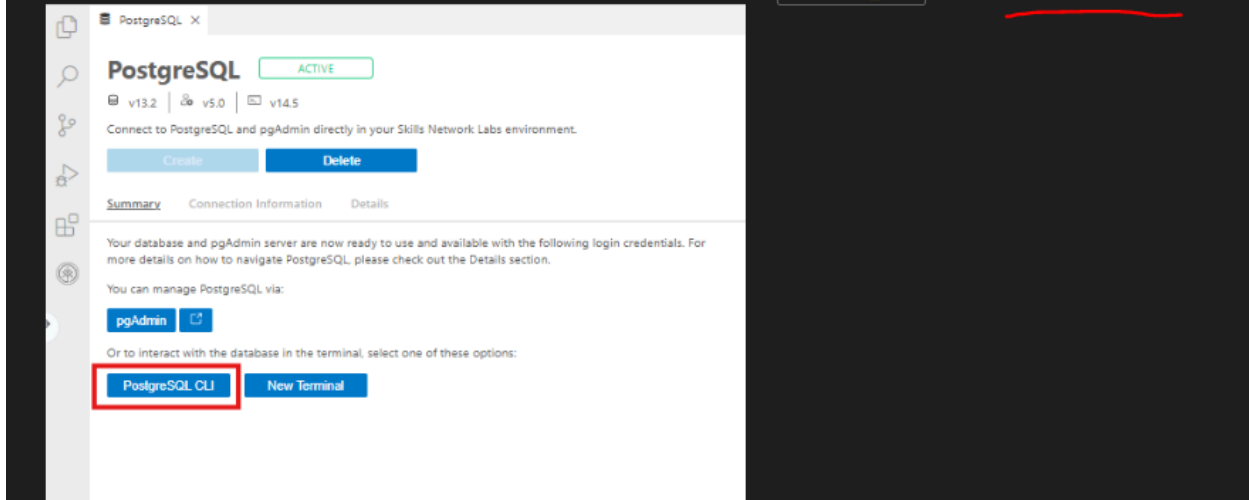 PostgreSQL
PostgreSQL ACTIVE
v13.2 v5.0 v14.5
Connect to PostgreSQL and pgAdmin directly in your Skills Network Labs environment.
Create Delete
Summary Connection Information Details
Your database and pgAdmin server are now ready to use and available with the following login credentials. For
more details on how to navigate PostgreSQL, please check out the Details section.
You can manage PostgreSQL via:
pgAdmin
Or to interact with the database in the terminal, select one of these options:
PostgreSQL CLI New Terminal